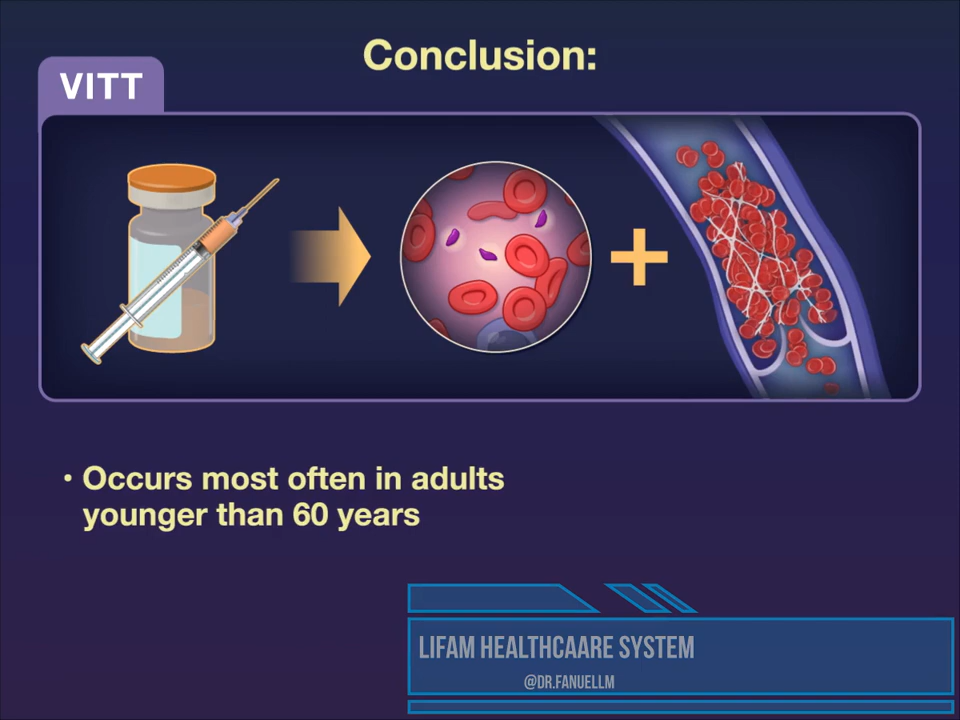 Conclusion:
VITT
• Occurs most often in adults
younger than 60 years
LIFAM HEALTHCAARE SYSTEM
@DR.FANUELLM